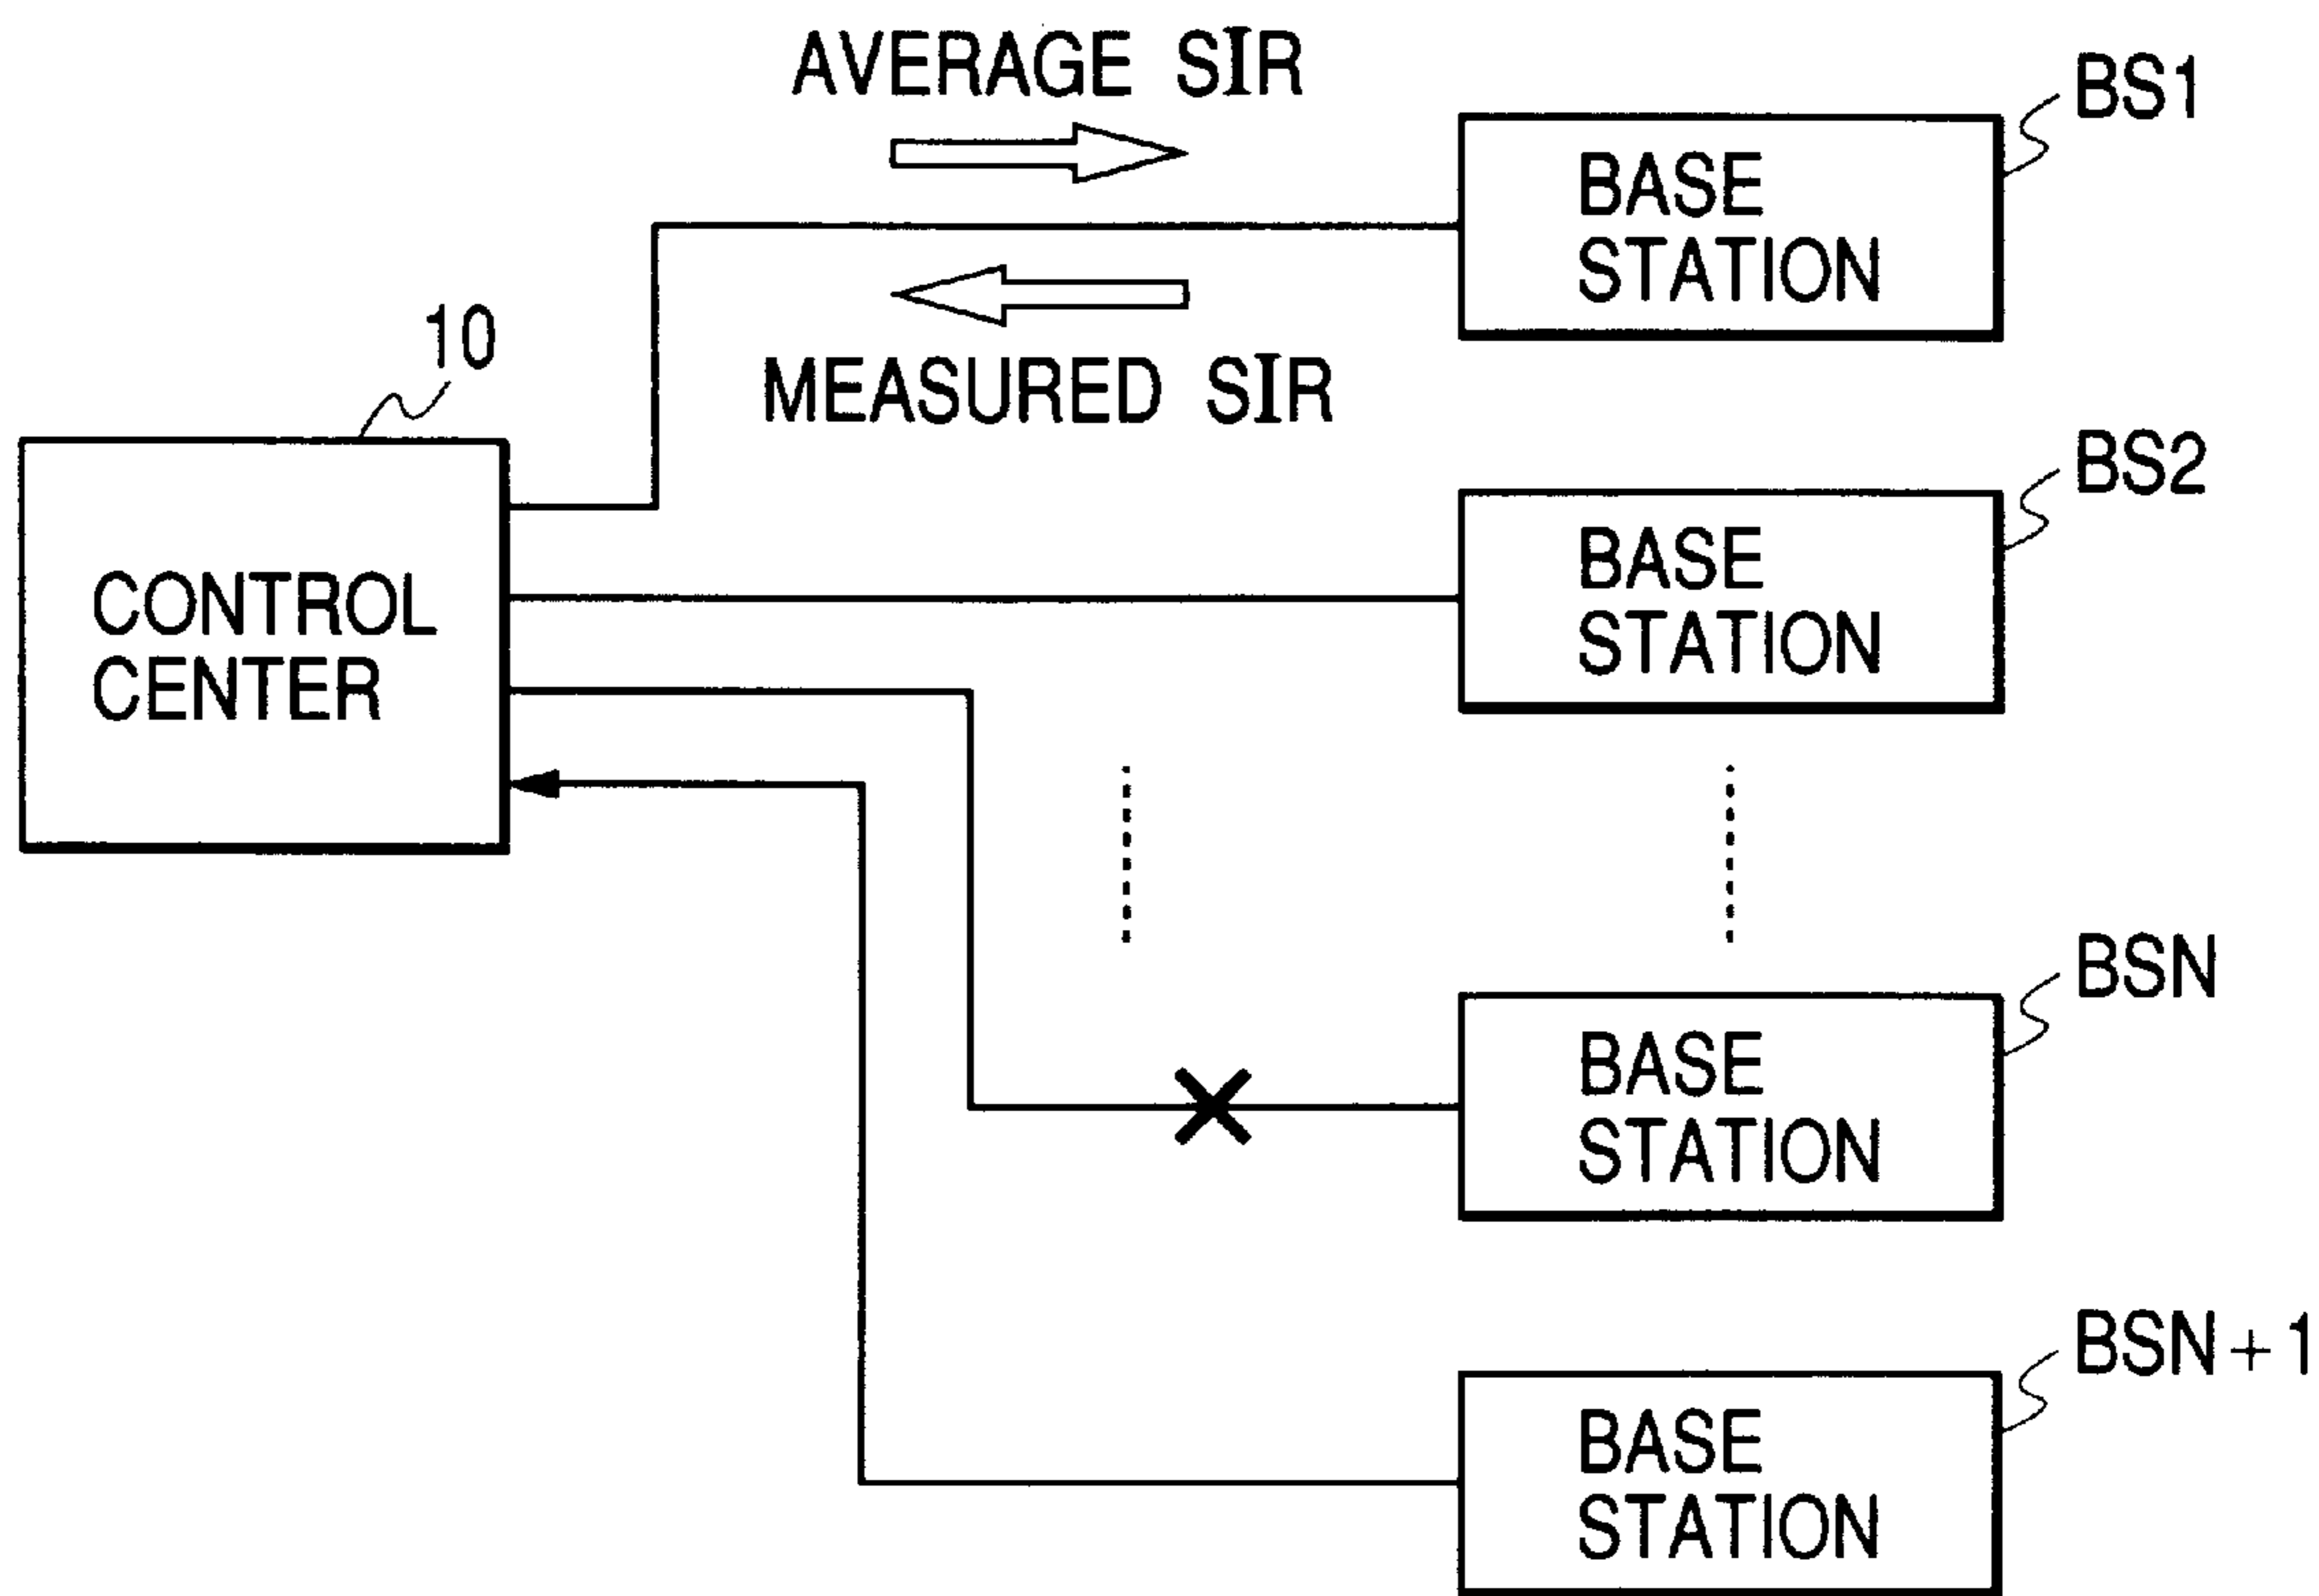 AVERAGE SIR
BS1
BASE
STATION
10
MEASURED SIR
BS2
BASE
STATION
CONTROL
CENTER
BSN
BASE
STATION
BSN+1
BASE
STATION